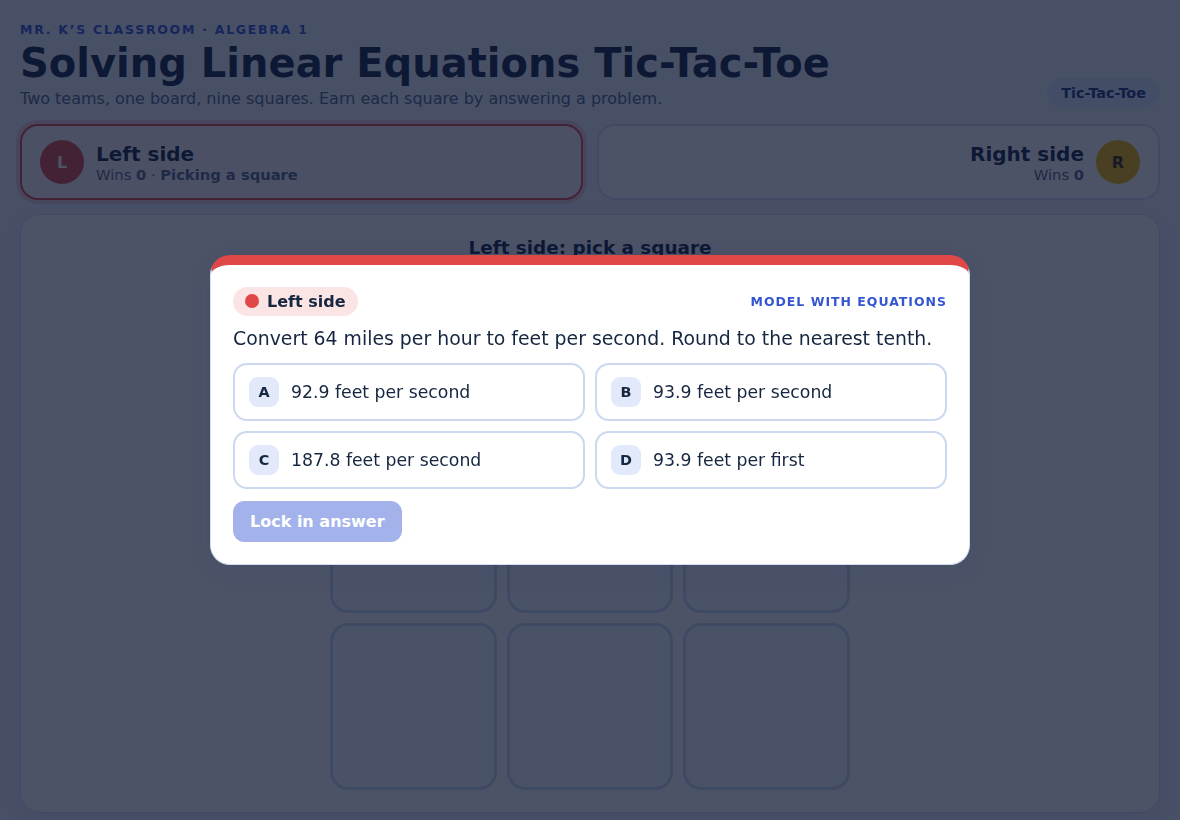 MR. K’S CLASSROOM · ALGEBRA 1
Solving Linear Equations Tic-Tac-Toe
Two teams, one board, nine squares. Earn each square by answering a problem.
Tic-Tac-Toe
L
Left side
Wins 0 · Picking a square
Right side
Wins 0
R
Left side: pick a square
Left side
MODEL WITH EQUATIONS
Convert 64 miles per hour to feet per second. Round to the nearest tenth.
A 92.9 feet per second
B 93.9 feet per second
C 187.8 feet per second
D 93.9 feet per first
Lock in answer